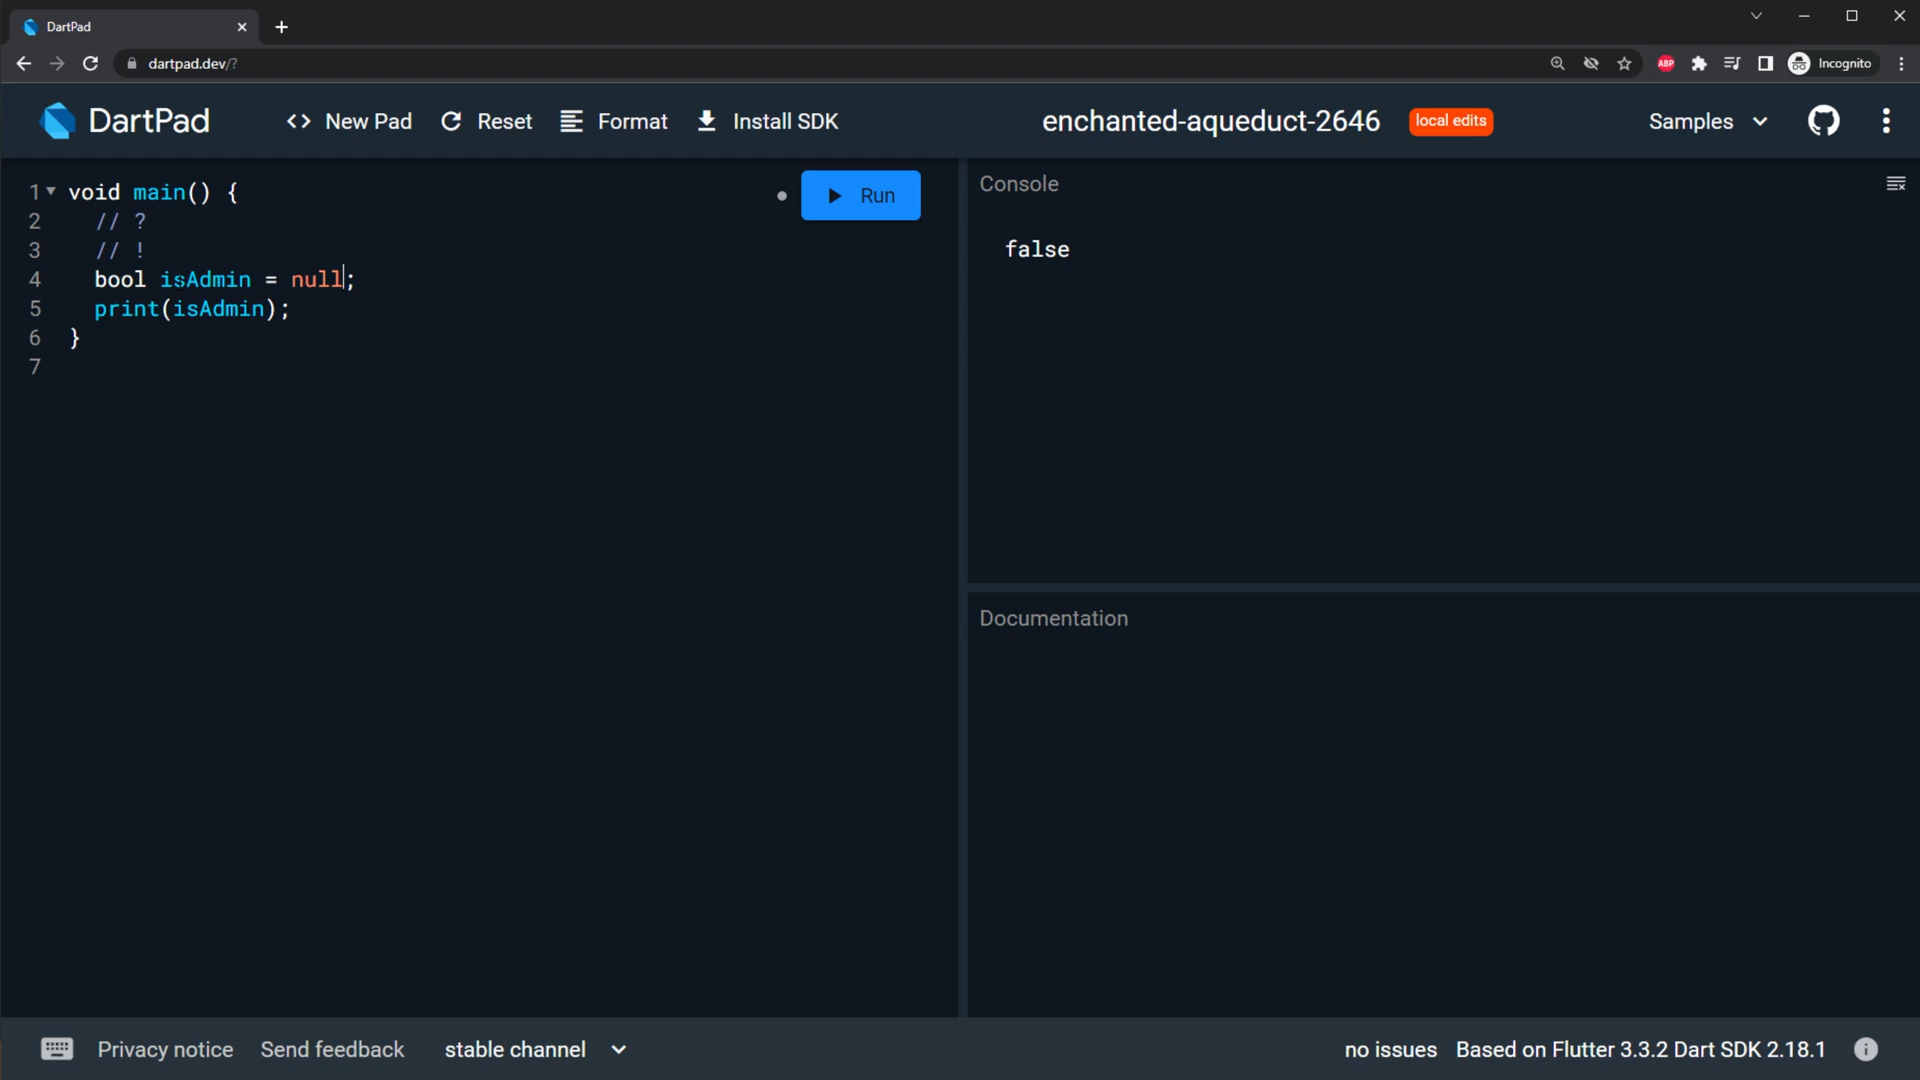 DartPad
dartpad.dev/?
ABP
Incognito
DartPad
<> New Pad
Reset
Format
Install SDK
enchanted-aqueduct-2646
local edits
Samples
1 void main() {
2 // ?
3 // !
4 bool isAdmin = null;
5 print(isAdmin);
6 }
7
Run
Console
false
Documentation
Privacy notice
Send feedback
stable channel
no issues
Based on Flutter 3.3.2 Dart SDK 2.18.1